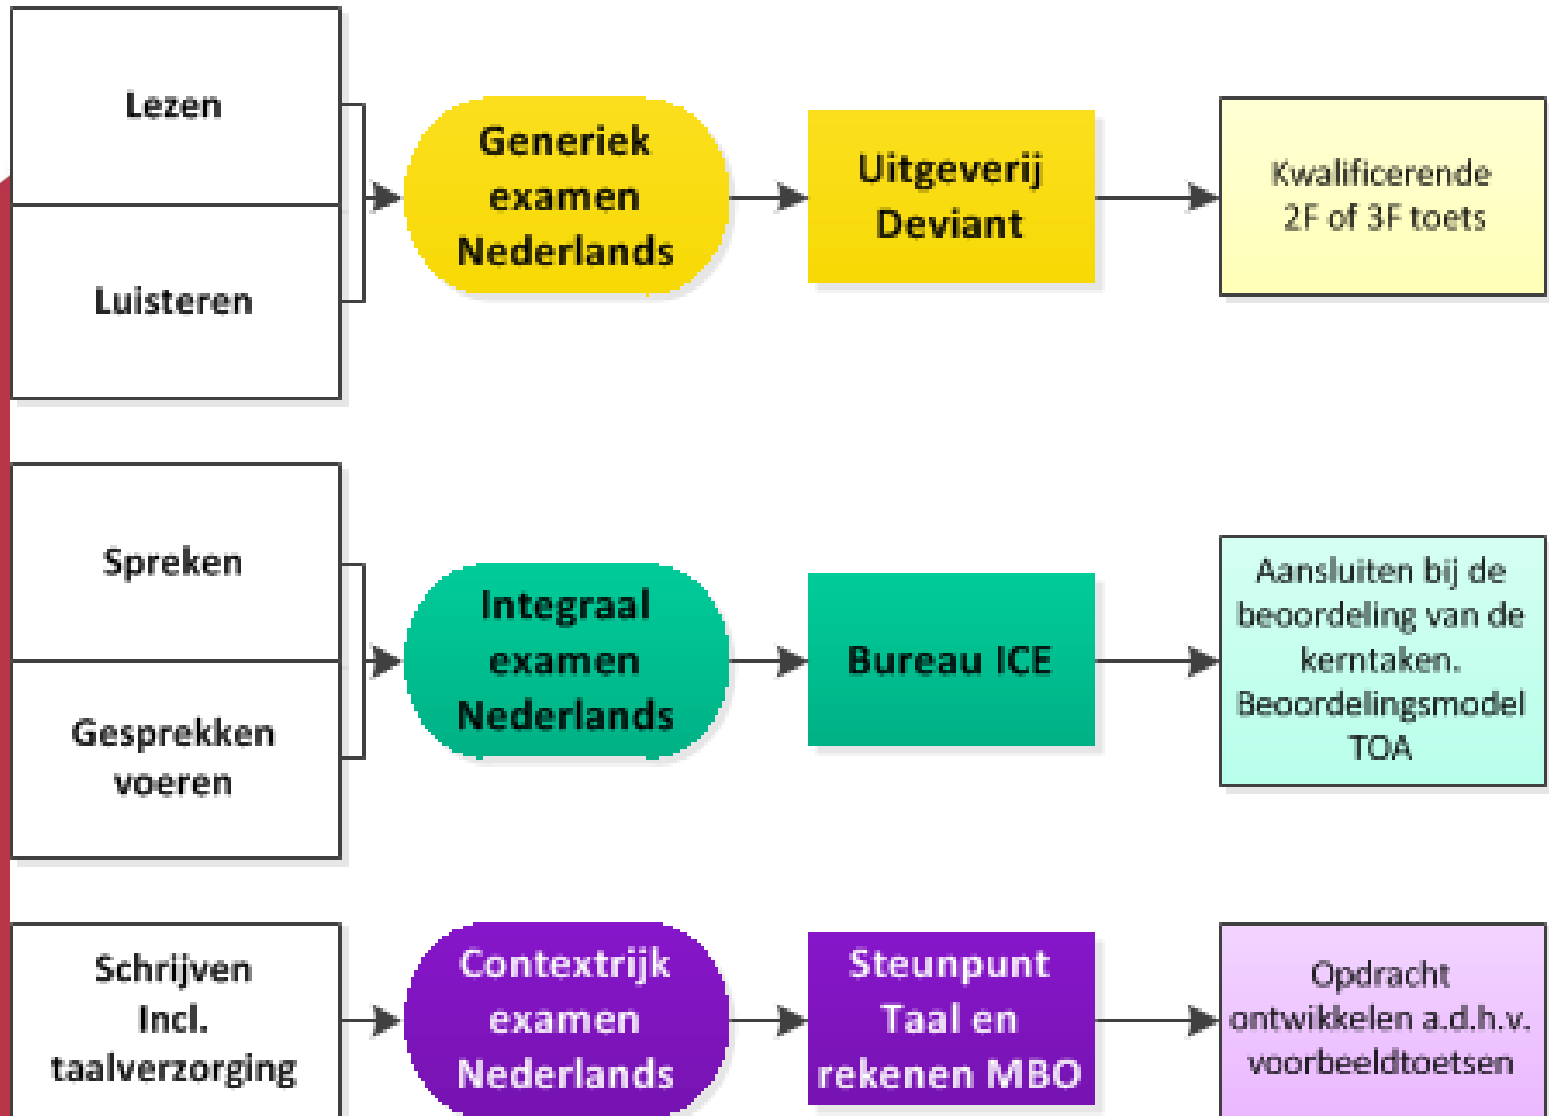 Lezen
Luisteren
Generiek
examen
Nederlands
Uitgeverij
Deviant
Kwalificerende
2F of 3F toets
Spreken
Gesprekken
voeren
Integraal
examen
Nederlands
Bureau ICE
Aansluiten bij de
beoordeling van de
kerntaken.
Beoordelingsmodel
TOA
Schrijven
Incl.
taalverzorging
Contextrijk
examen
Nederlands
Steunpunt
Taal en
rekenen MBO
Opdracht
ontwikkelen a.d.h.v.
voorbeeldtoetsen